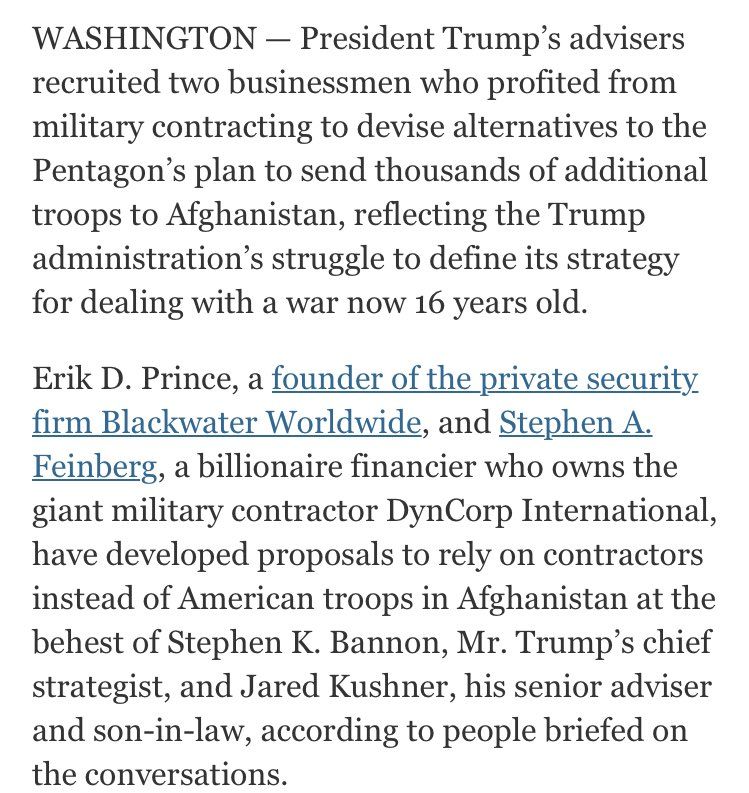 WASHINGTON — President Trump’s advisers
recruited two businessmen who profited from
military contracting to devise alternatives to the
Pentagon’s plan to send thousands of additional
troops to Afghanistan, reflecting the Trump
administration’s struggle to define its strategy
for dealing with a war now 16 years old.
Erik D. Prince, a founder of the private security
firm Blackwater Worldwide, and Stephen A.
Feinberg, a billionaire financier who owns the
giant military contractor DynCorp International,
have developed proposals to rely on contractors
instead of American troops in Afghanistan at the
behest of Stephen K. Bannon, Mr. Trump’s chief
strategist, and Jared Kushner, his senior adviser
and son-in-law, according to people briefed on
the conversations.